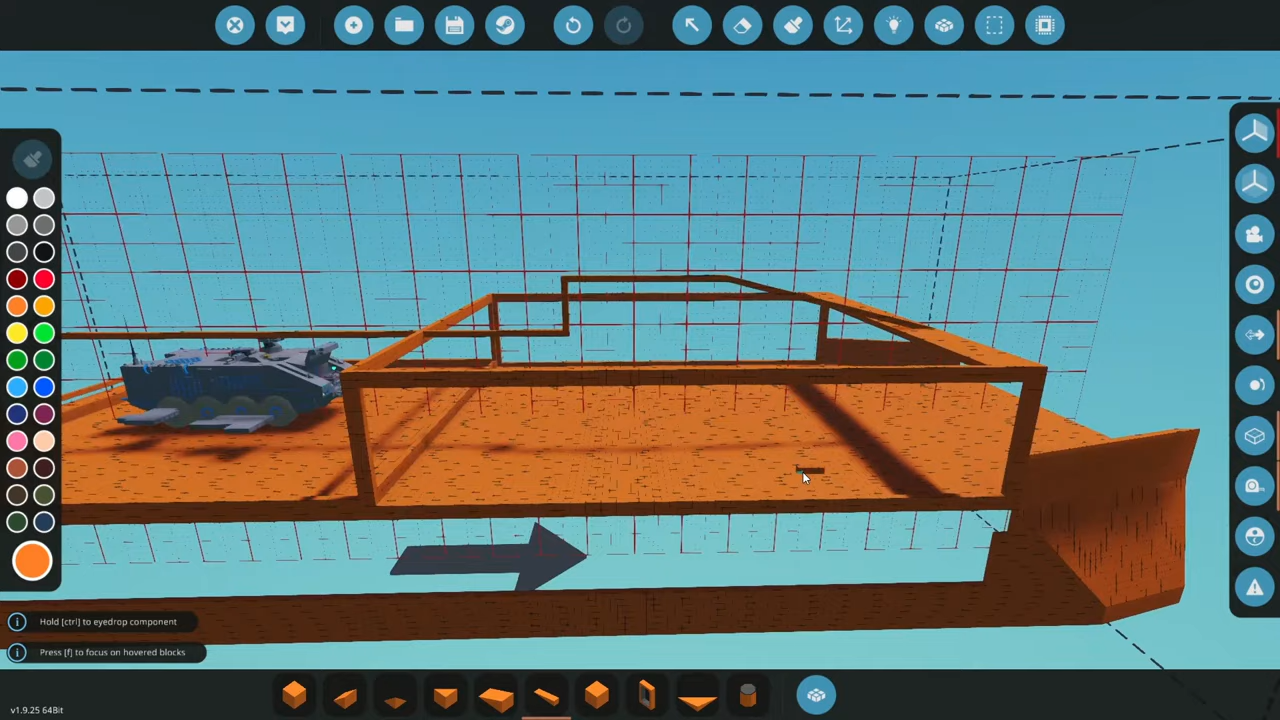 Hold [ctrl] to eyedrop component
Press [f] to focus on hovered blocks
v1.9.25 64Bit